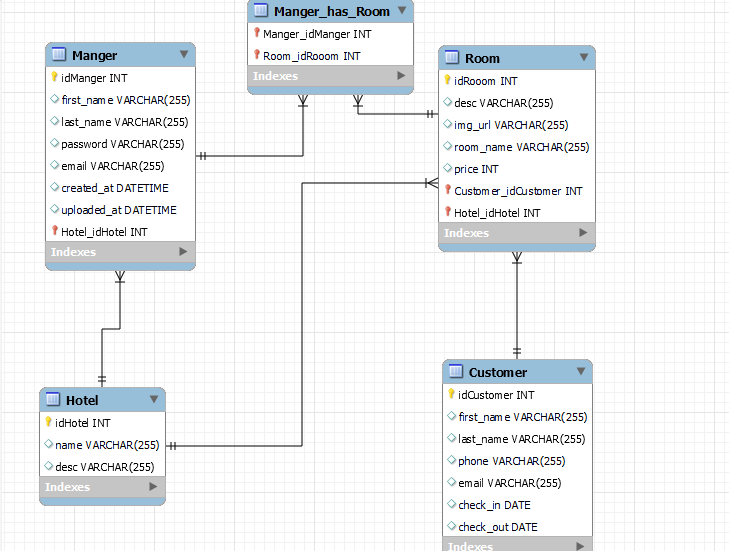 Manger_has_Room
Manger_idManger INT
Room_idRooom INT
Indexes
Manger
idManger INT
first_name VARCHAR(255)
last_name VARCHAR(255)
password VARCHAR(255)
email VARCHAR(255)
created_at DATETIME
uploaded_at DATETIME
Hotel_idHotel INT
Indexes
Room
idRooom INT
desc VARCHAR(255)
img_url VARCHAR(255)
room_name VARCHAR(255)
price INT
Customer_idCustomer INT
Hotel_idHotel INT
Indexes
Hotel
idHotel INT
name VARCHAR(255)
desc VARCHAR(255)
Indexes
Customer
idCustomer INT
first_name VARCHAR(255)
last_name VARCHAR(255)
phone VARCHAR(255)
email VARCHAR(255)
check_in DATE
check_out DATE
Indexes